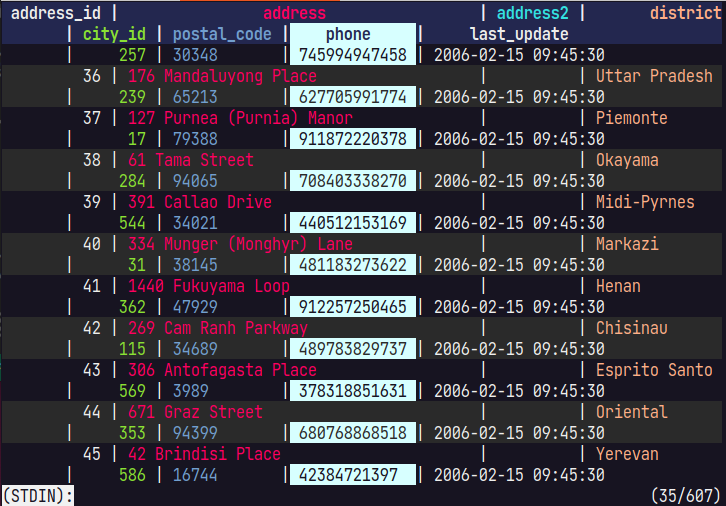 address_id | address | address2 | district
| city_id | postal_code | phone | last_update
| 257 | 30348 | 745994947458 | 2006-02-15 09:45:30
36 | 176 Mandaluyong Place | | Uttar Pradesh
| 239 | 65213 | 627705991774 | 2006-02-15 09:45:30
37 | 127 Purnea (Purnia) Manor | | Piemonte
| 17 | 79388 | 911872220378 | 2006-02-15 09:45:30
38 | 61 Tama Street | | Okayama
| 284 | 94065 | 708403338270 | 2006-02-15 09:45:30
39 | 391 Callao Drive | | Midi-Pyrnes
| 544 | 34021 | 440512153169 | 2006-02-15 09:45:30
40 | 334 Munger (Monghyr) Lane | | Markazi
| 31 | 38145 | 481183273622 | 2006-02-15 09:45:30
41 | 1440 Fukuyama Loop | | Henan
| 362 | 47929 | 912257250465 | 2006-02-15 09:45:30
42 | 269 Cam Ranh Parkway | | Chisinau
| 115 | 34689 | 489783829737 | 2006-02-15 09:45:30
43 | 306 Antofagasta Place | | Esprito Santo
| 569 | 3989 | 378318851631 | 2006-02-15 09:45:30
44 | 671 Graz Street | | Oriental
| 353 | 94399 | 680768868518 | 2006-02-15 09:45:30
45 | 42 Brindisi Place | | Yerevan
| 586 | 16744 | 42384721397 | 2006-02-15 09:45:30
(STDIN): (35/607)